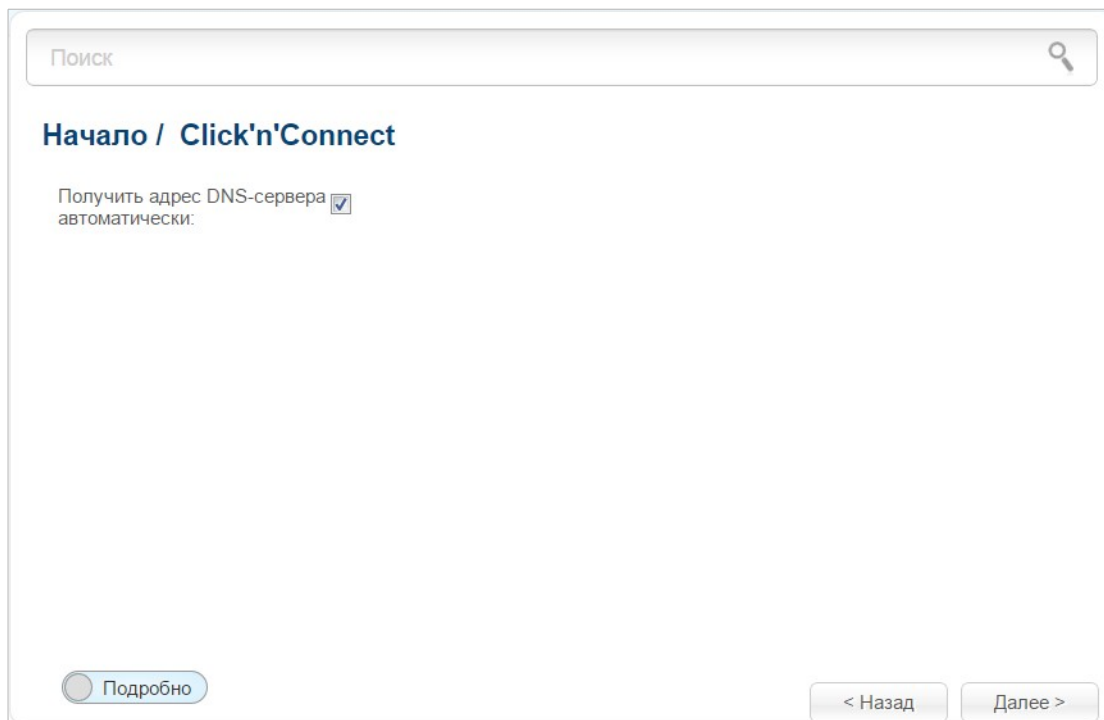 Поиск
Начало / Click'n'Connect
Получить адрес DNS-сервера
автоматически:
Подробно
< Назад
Далее >